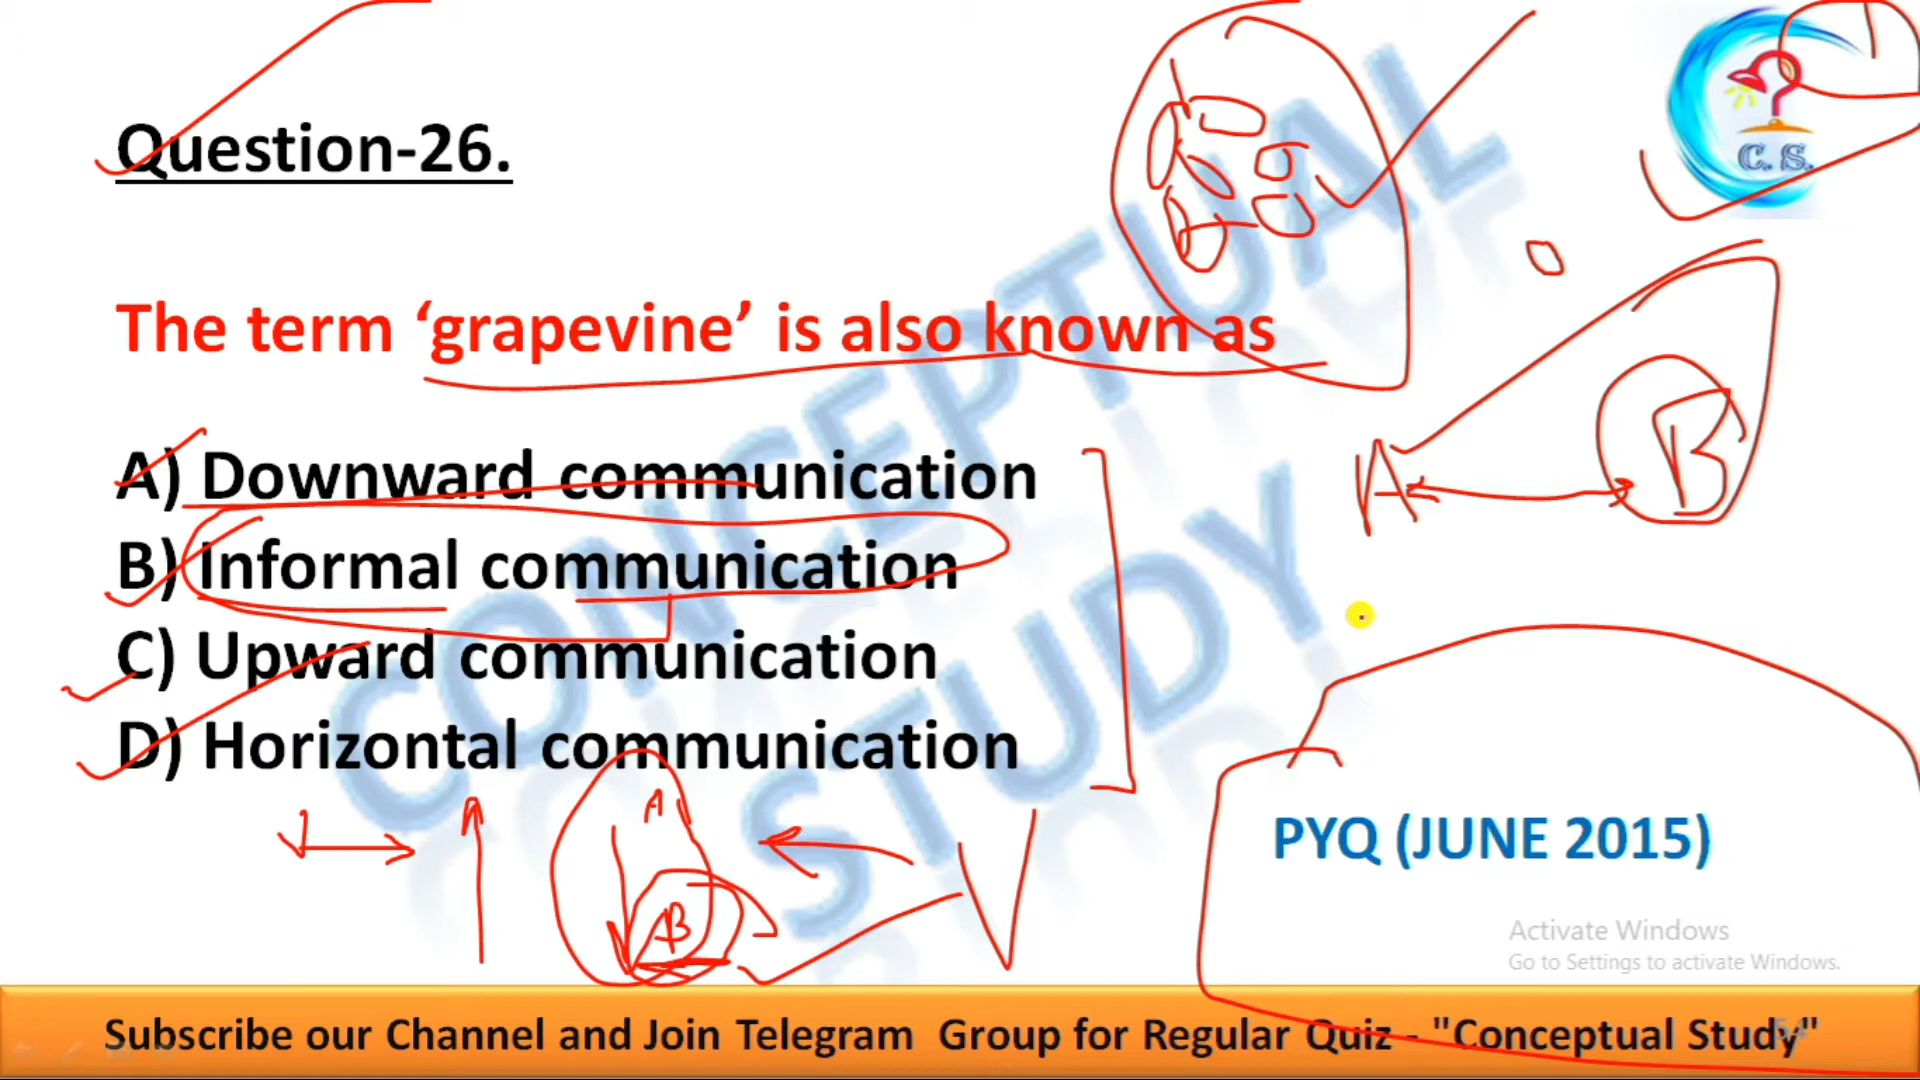 Question-26.
C. S.
The term ‘grapevine’ is also known as
A) Downward communication
B) Informal communication
C) Upward communication
D) Horizontal communication
A
B
A
B
CONCEPTUAL
STUDY
PYQ (JUNE 2015)
Activate Windows
Go to Settings to activate Windows.
Subscribe our Channel and Join Telegram Group for Regular Quiz - "Conceptual Study"